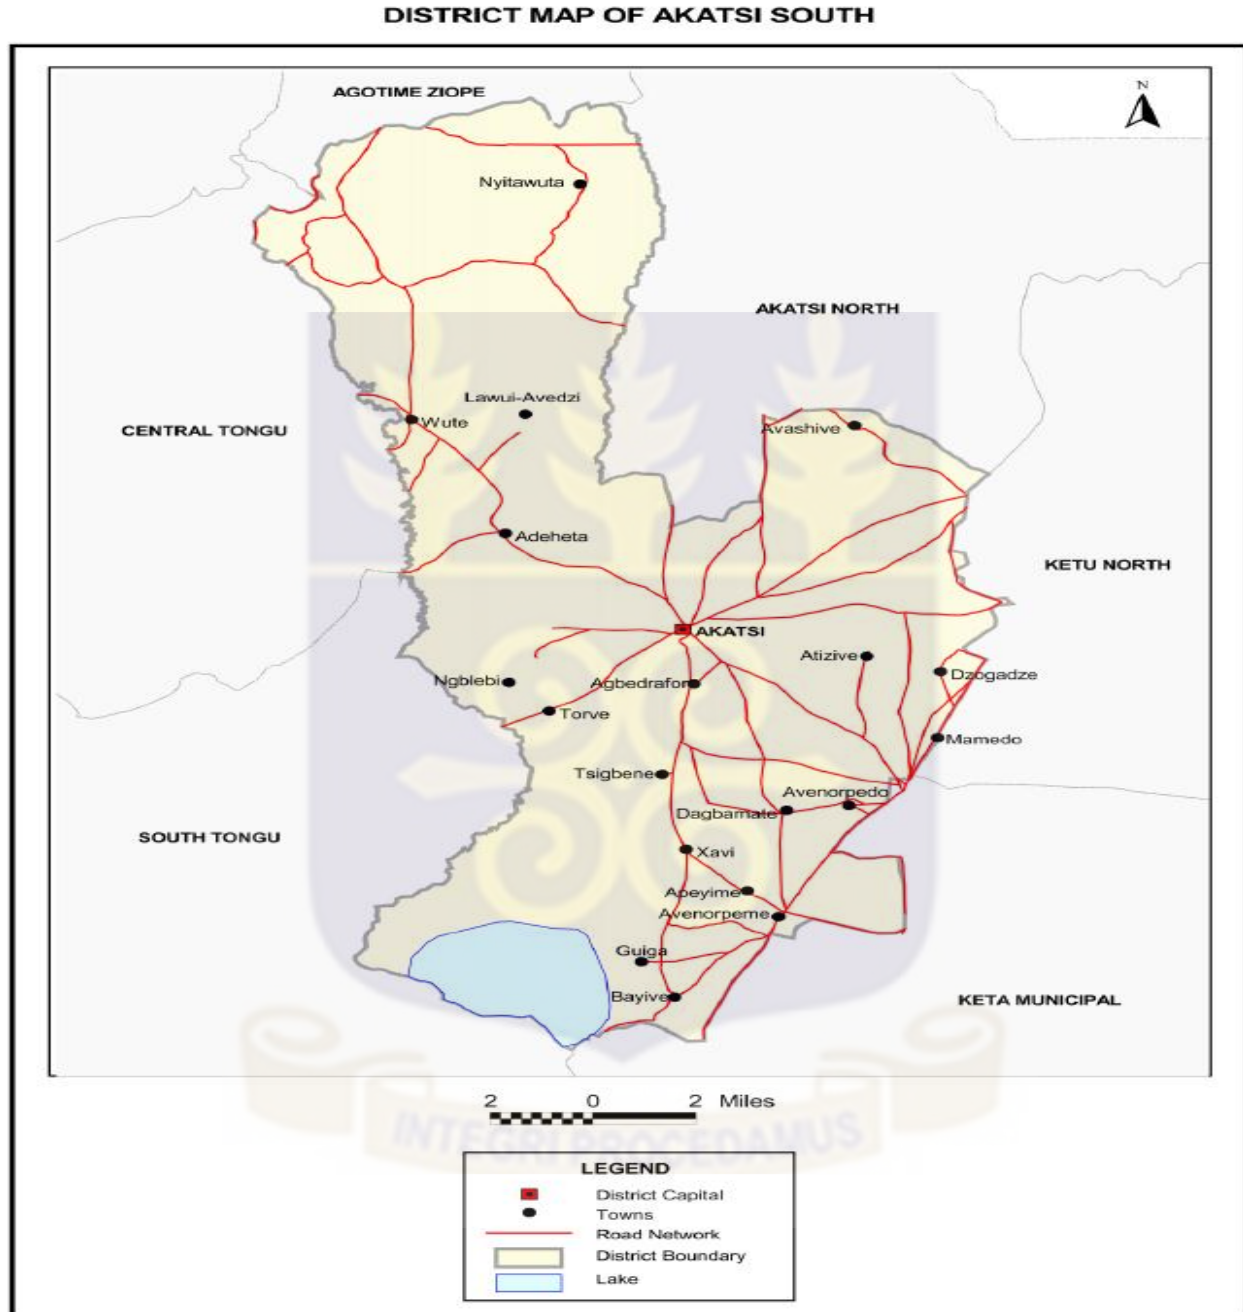 DISTRICT MAP OF AKATSI SOUTH
AGOTIME ZIOPE
N
Nyitawuta
AKATSI NORTH
Lawui-Avedzi
Wute
CENTRAL TONGU
Avashive
Adeheta
KETU NORTH
AKATSI
Atizive
Dzogadze
Ngblebi
Agbedrafor
Torve
Mamedo
Tsigbene
Avenorpedo
Dagbamate
SOUTH TONGU
Xavi
Apeyime
Avenorpeme
Guiga
Bayive
KETA MUNICIPAL
2 0 2 Miles
INTEGRI PROCEDAMUS
LEGEND
District Capital
Towns
Road Network
District Boundary
Lake